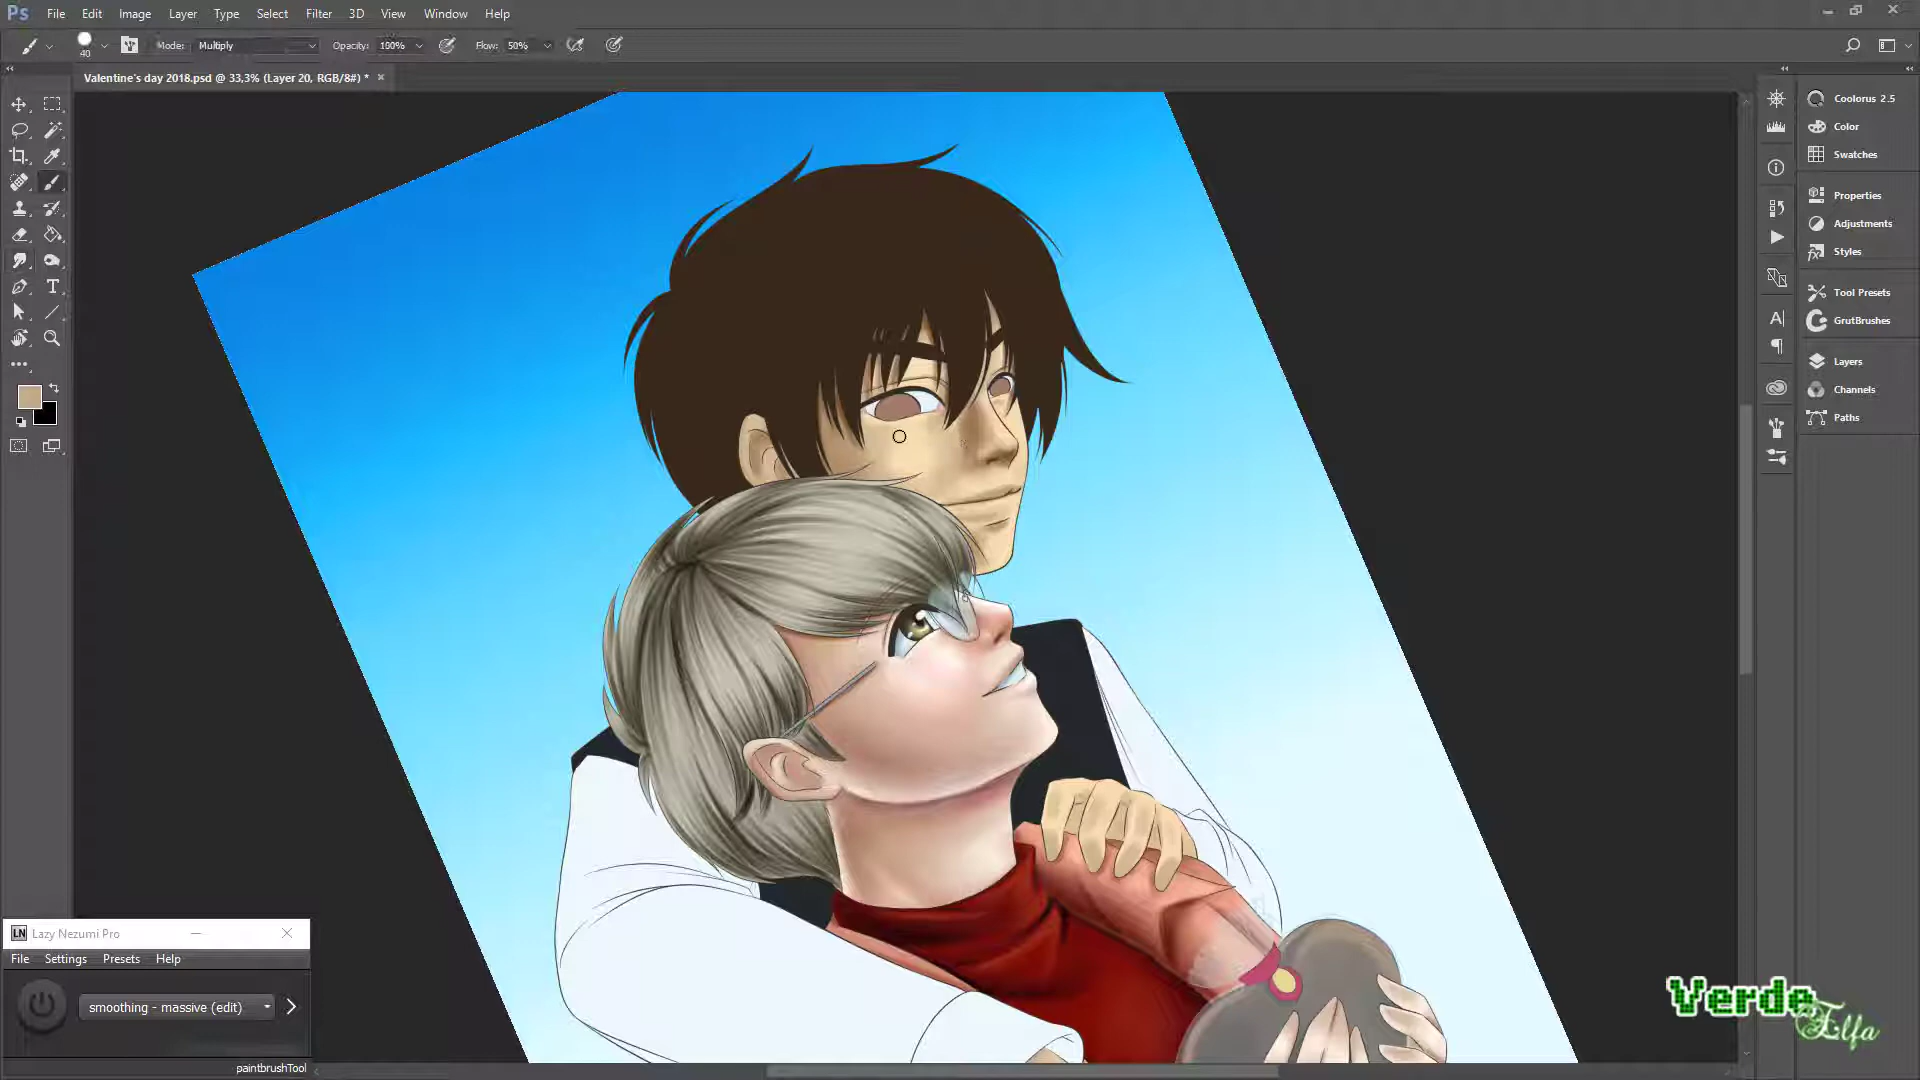 Ps File Edit Image Layer Type Select Filter 3D View Window Help
40 Mode: Multiply Opacity: 100% Flow: 50%
Valentine's day 2018.psd @ 33,3% (Layer 20, RGB/8#) *
Coolorus 2.5
Color
Swatches
Properties
Adjustments
Styles
Tool Presets
GrutBrushes
Layers
Channels
Paths
LN Lazy Nezumi Pro
File Settings Presets Help
smoothing - massive (edit)
paintbrushTool
Verde
Elfa